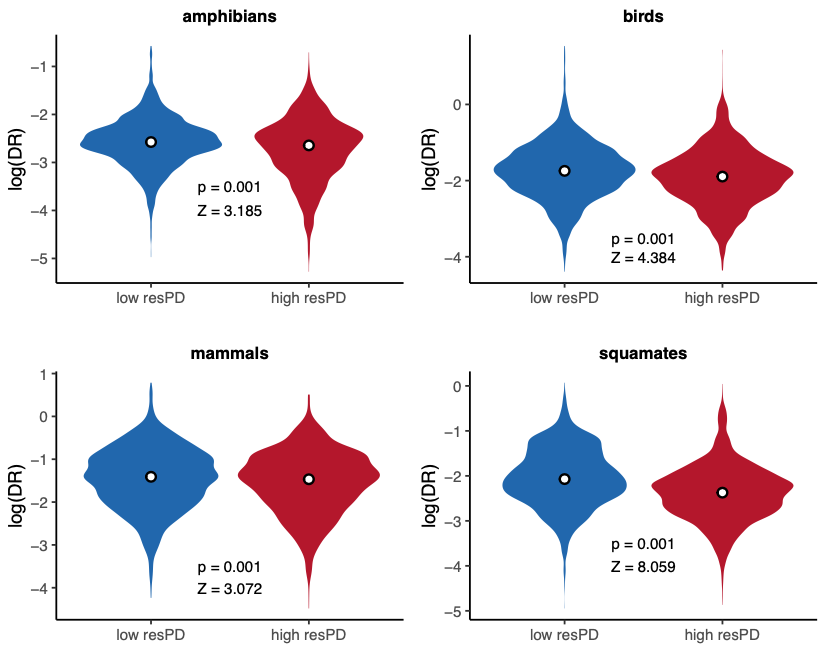 amphibians
log(DR)
−1
−2
−3
−4
−5
p = 0.001
Z = 3.185
low resPD
high resPD
birds
log(DR)
0
−2
−4
p = 0.001
Z = 4.384
low resPD
high resPD
mammals
log(DR)
1
0
−1
−2
−3
−4
p = 0.001
Z = 3.072
low resPD
high resPD
squamates
log(DR)
0
−1
−2
−3
−4
−5
p = 0.001
Z = 8.059
low resPD
high resPD